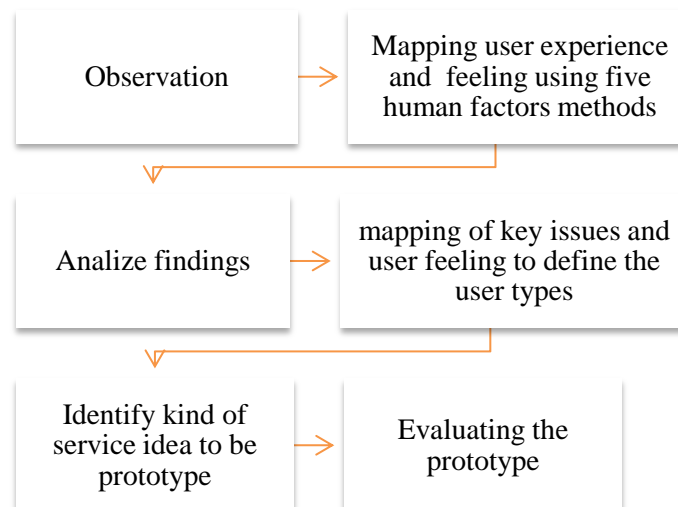 Observation
Mapping user experience
and feeling using five
human factors methods
Analize findings
mapping of key issues and
user feeling to define the
user types
Identify kind of
service idea to be
prototype
Evaluating the
prototype